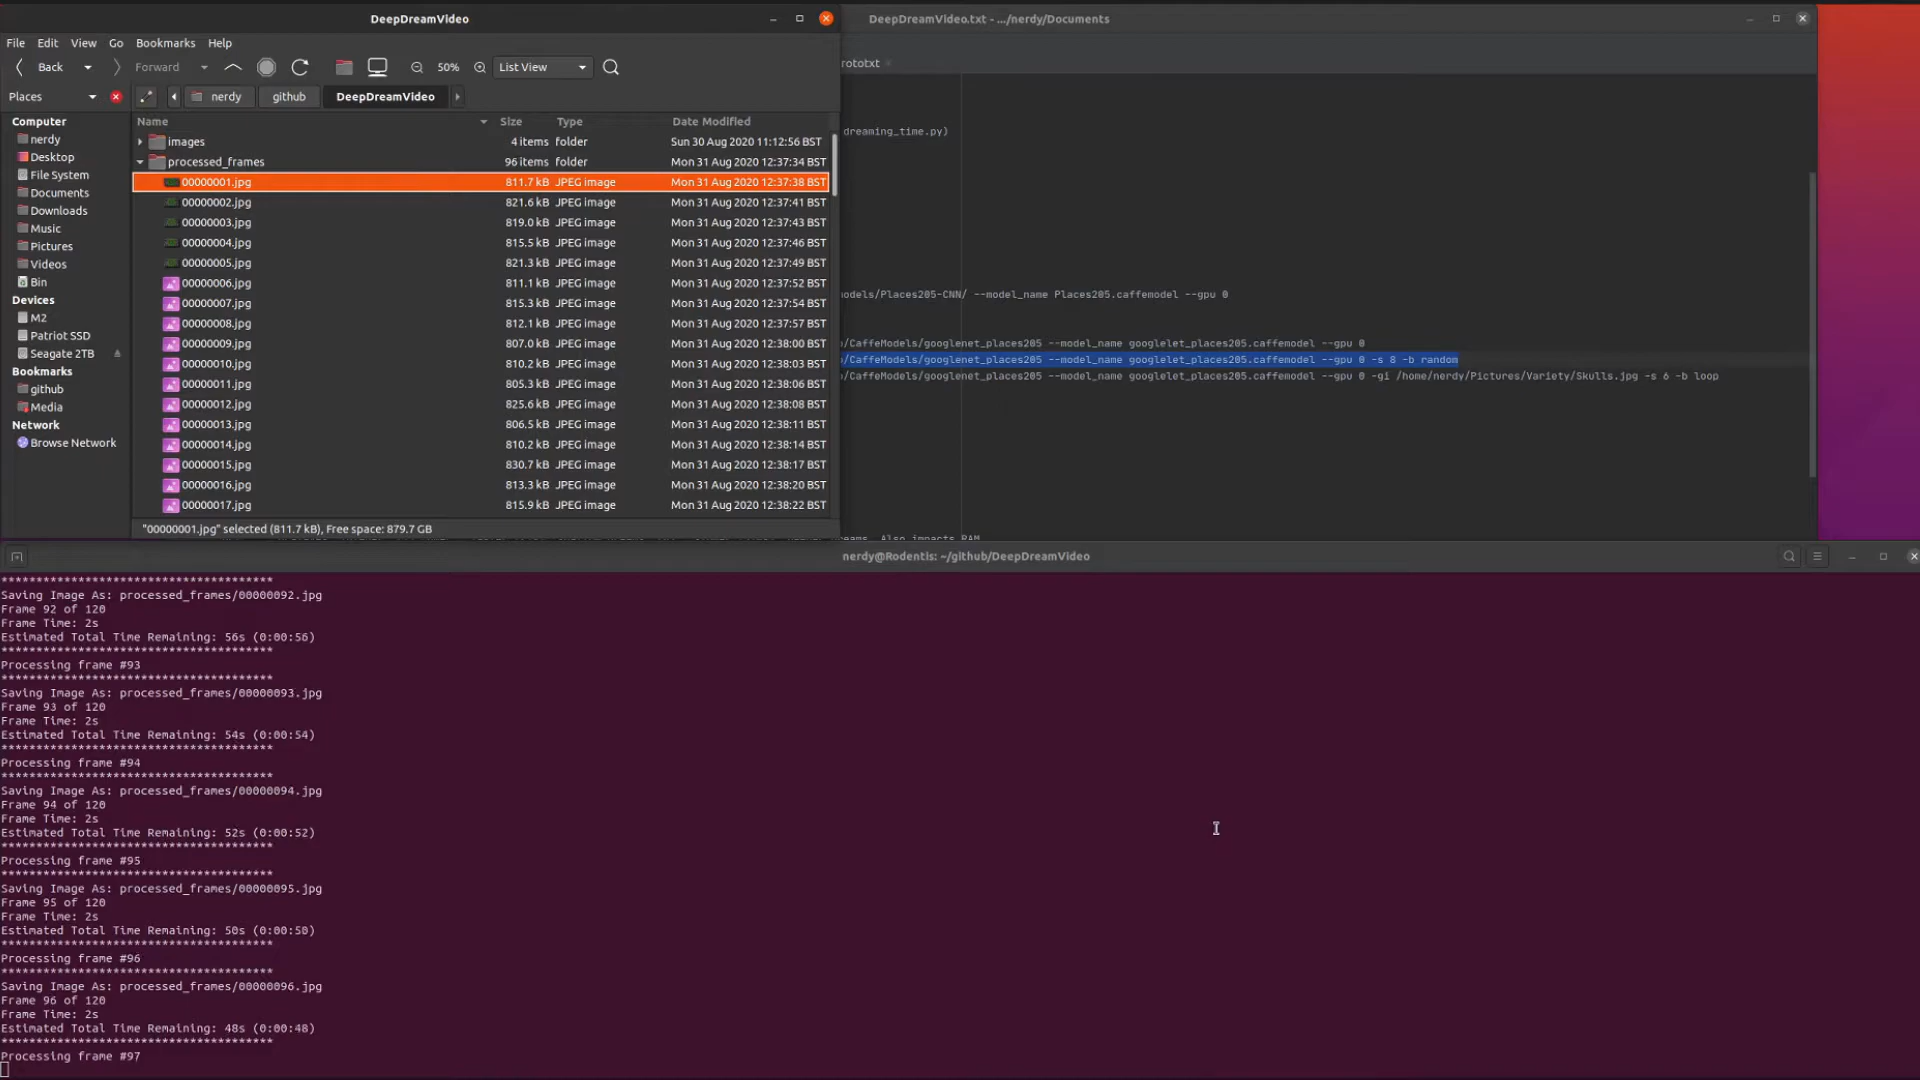 DeepDreamVideo
File Edit View Go Bookmarks Help
Back Forward 50% List View
Places nerdy github DeepDreamVideo
Computer
nerdy
Desktop
File System
Documents
Downloads
Music
Pictures
Videos
Bin
Devices
M2
Patriot SSD
Seagate 2TB
Bookmarks
github
Media
Network
Browse Network
Name Size Type Date Modified
images 4 items folder Sun 30 Aug 2020 11:12:56 BST
processed_frames 96 items folder Mon 31 Aug 2020 12:37:34 BST
00000001.jpg 811.7 kB JPEG image Mon 31 Aug 2020 12:37:38 BST
00000002.jpg 821.6 kB JPEG image Mon 31 Aug 2020 12:37:41 BST
00000003.jpg 819.0 kB JPEG image Mon 31 Aug 2020 12:37:43 BST
00000004.jpg 815.5 kB JPEG image Mon 31 Aug 2020 12:37:46 BST
00000005.jpg 821.3 kB JPEG image Mon 31 Aug 2020 12:37:49 BST
00000006.jpg 811.1 kB JPEG image Mon 31 Aug 2020 12:37:52 BST
00000007.jpg 815.3 kB JPEG image Mon 31 Aug 2020 12:37:54 BST
00000008.jpg 812.1 kB JPEG image Mon 31 Aug 2020 12:37:57 BST
00000009.jpg 807.0 kB JPEG image Mon 31 Aug 2020 12:38:00 BST
00000010.jpg 810.2 kB JPEG image Mon 31 Aug 2020 12:38:03 BST
00000011.jpg 805.3 kB JPEG image Mon 31 Aug 2020 12:38:06 BST
00000012.jpg 825.6 kB JPEG image Mon 31 Aug 2020 12:38:08 BST
00000013.jpg 806.5 kB JPEG image Mon 31 Aug 2020 12:38:11 BST
00000014.jpg 810.2 kB JPEG image Mon 31 Aug 2020 12:38:14 BST
00000015.jpg 830.7 kB JPEG image Mon 31 Aug 2020 12:38:17 BST
00000016.jpg 813.3 kB JPEG image Mon 31 Aug 2020 12:38:20 BST
00000017.jpg 815.9 kB JPEG image Mon 31 Aug 2020 12:38:22 BST
"00000001.jpg" selected (811.7 kB), Free space: 879.7 GB
DeepDreamVideo.txt - .../nerdy/Documents
rototxt
dreaming_time.py)
odels/Places205-CNN/ --model_name Places205.caffemodel --gpu 0
/CaffeModels/googlenet_places205 --model_name googlelet_places205.caffemodel --gpu 0
/CaffeModels/googlenet_places205 --model_name googlelet_places205.caffemodel --gpu 0 -s 8 -b random
/CaffeModels/googlenet_places205 --model_name googlelet_places205.caffemodel --gpu 0 -gi /home/nerdy/Pictures/Variety/Skulls.jpg -s 6 -b loop
Also impacts RAM
nerdy@Rodentis: ~/github/DeepDreamVideo
*****************************************
Saving Image As: processed_frames/00000092.jpg
Frame 92 of 120
Frame Time: 2s
Estimated Total Time Remaining: 56s (0:00:56)
*****************************************
Processing frame #93
*****************************************
Saving Image As: processed_frames/00000093.jpg
Frame 93 of 120
Frame Time: 2s
Estimated Total Time Remaining: 54s (0:00:54)
*****************************************
Processing frame #94
*****************************************
Saving Image As: processed_frames/00000094.jpg
Frame 94 of 120
Frame Time: 2s
Estimated Total Time Remaining: 52s (0:00:52)
*****************************************
Processing frame #95
*****************************************
Saving Image As: processed_frames/00000095.jpg
Frame 95 of 120
Frame Time: 2s
Estimated Total Time Remaining: 50s (0:00:50)
*****************************************
Processing frame #96
*****************************************
Saving Image As: processed_frames/00000096.jpg
Frame 96 of 120
Frame Time: 2s
Estimated Total Time Remaining: 48s (0:00:48)
*****************************************
Processing frame #97